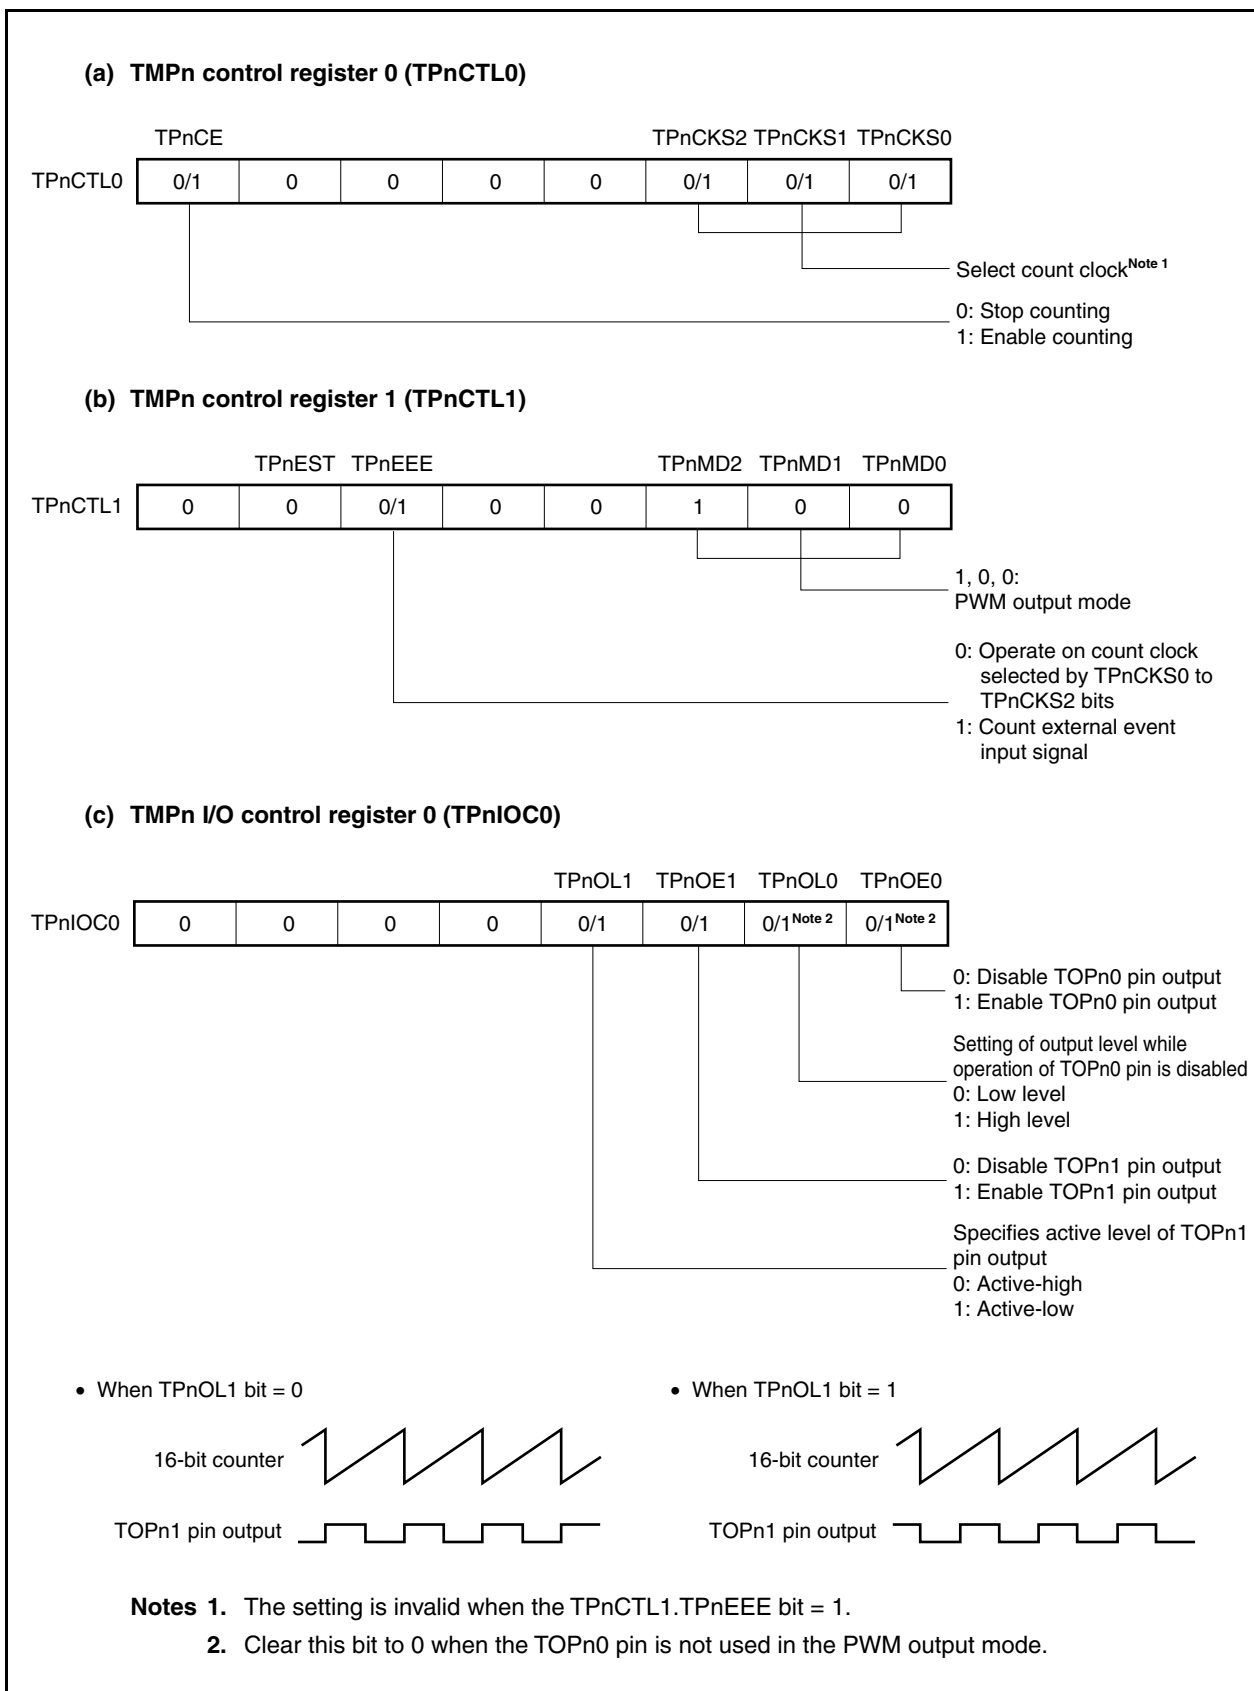 (a) TMPn control register 0 (TPnCTL0)
TPnCE TPnCKS2 TPnCKS1 TPnCKS0
TPnCTL0 0/1 0 0 0 0 0/1 0/1 0/1
Select count clockNote 1
0: Stop counting
1: Enable counting
(b) TMPn control register 1 (TPnCTL1)
TPnEST TPnEEE TPnMD2 TPnMD1 TPnMD0
TPnCTL1 0 0 0/1 0 0 1 0 0
1, 0, 0:
PWM output mode
0: Operate on count clock
selected by TPnCKS0 to
TPnCKS2 bits
1: Count external event
input signal
(c) TMPn I/O control register 0 (TPnIOC0)
TPnOL1 TPnOE1 TPnOL0 TPnOE0
TPnIOC0 0 0 0 0 0/1 0/1 0/1Note 2 0/1Note 2
0: Disable TOPn0 pin output
1: Enable TOPn0 pin output
Setting of output level while
operation of TOPn0 pin is disabled
0: Low level
1: High level
0: Disable TOPn1 pin output
1: Enable TOPn1 pin output
Specifies active level of TOPn1
pin output
0: Active-high
1: Active-low
• When TPnOL1 bit = 0
16-bit counter
TOPn1 pin output
• When TPnOL1 bit = 1
16-bit counter
TOPn1 pin output
Notes 1. The setting is invalid when the TPnCTL1.TPnEEE bit = 1.
2. Clear this bit to 0 when the TOPn0 pin is not used in the PWM output mode.